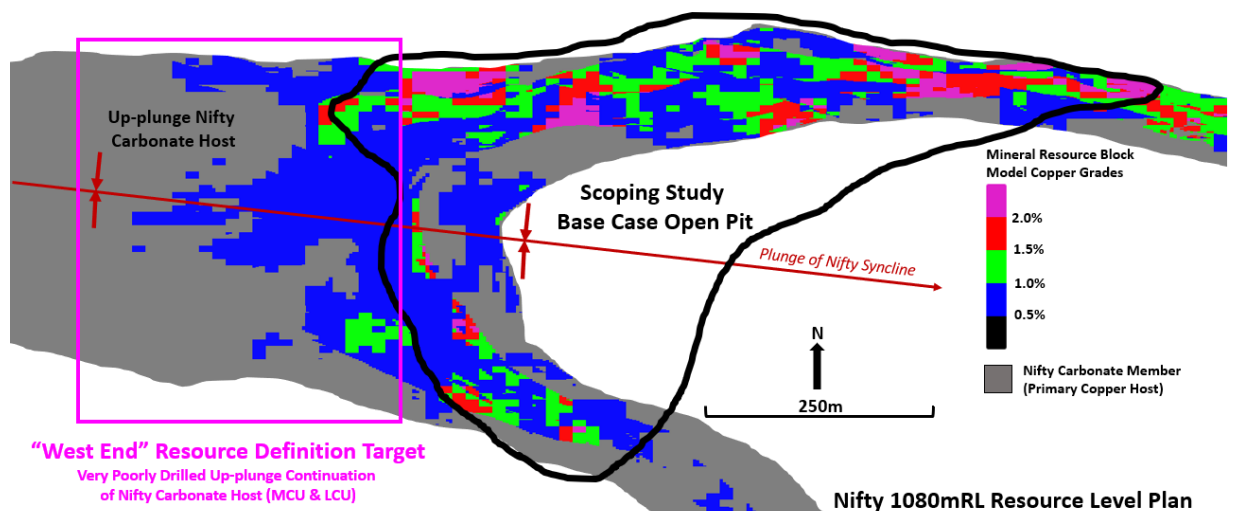 Up-plunge Nifty
Carbonate Host
Scoping Study
Base Case Open Pit
Plunge of Nifty Syncline
Mineral Resource Block
Model Copper Grades
2.0%
1.5%
1.0%
0.5%
N
250m
Nifty Carbonate Member
(Primary Copper Host)
“West End” Resource Definition Target
Very Poorly Drilled Up-plunge Continuation
of Nifty Carbonate Host (MCU & LCU)
Nifty 1080mRL Resource Level Plan